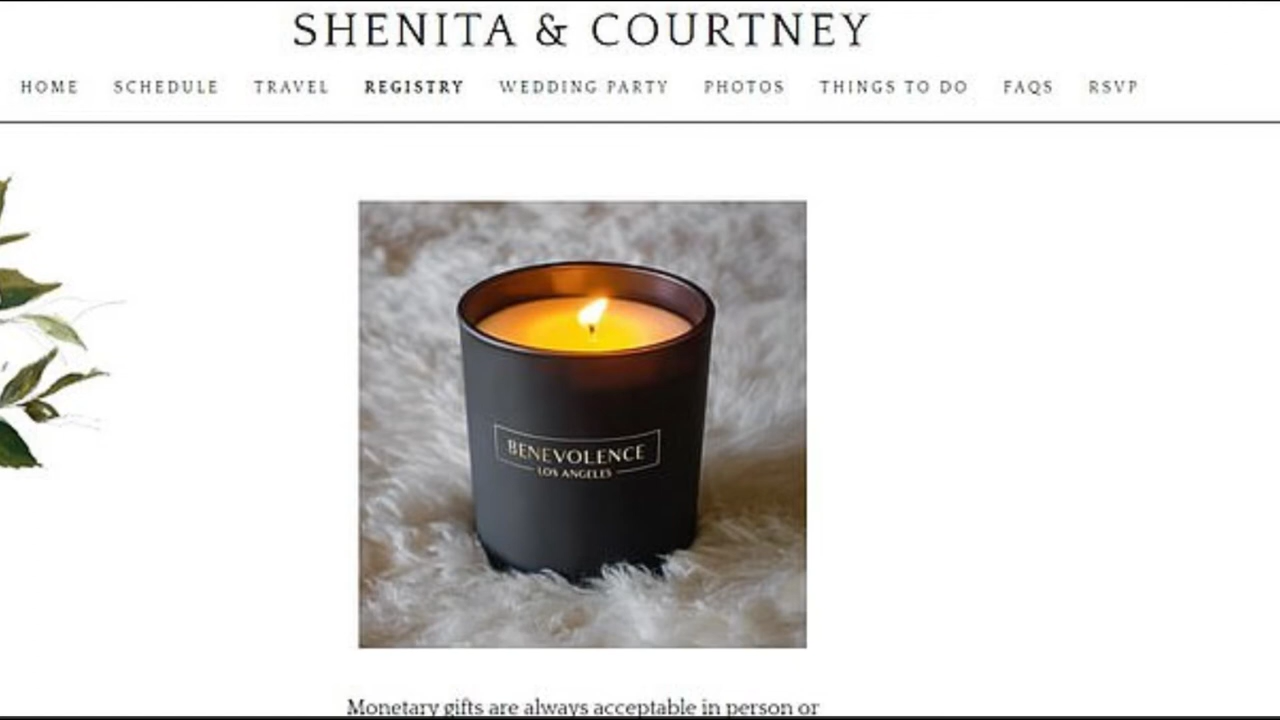 SHENITA & COURTNEY
HOME SCHEDULE TRAVEL REGISTRY WEDDING PARTY PHOTOS THINGS TO DO FAQS RSVP
BENEVOLENCE
LOS ANGELES
Monetary gifts are always acceptable in person or